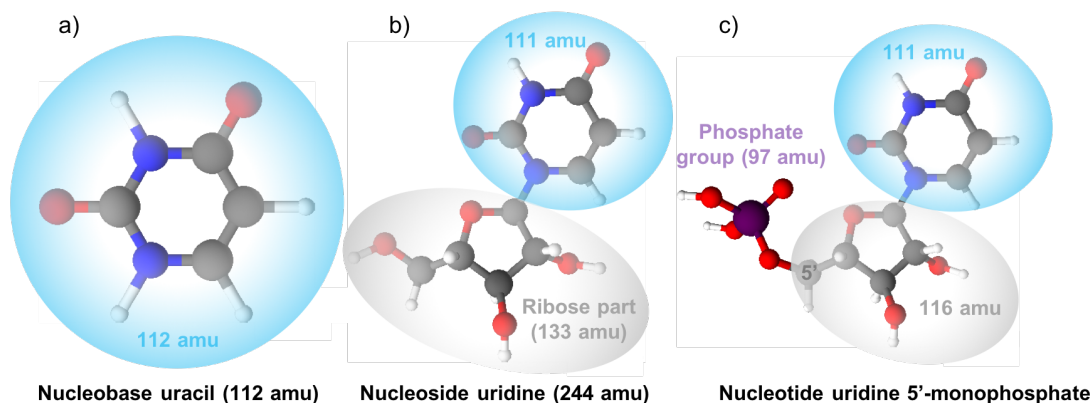 a)
112 amu
Nucleobase uracil (112 amu)
b)
111 amu
Ribose part
(133 amu)
Nucleoside uridine (244 amu)
c)
111 amu
Phosphate
group (97 amu)
5’
116 amu
Nucleotide uridine 5’-monophosphate